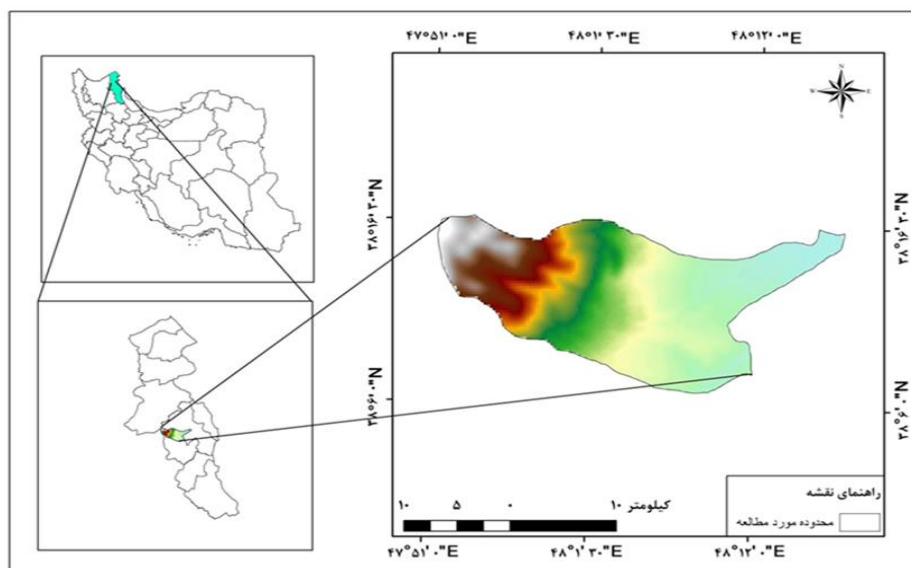 ۴۷°۵۱'۰"E ۴۸°۱'۳۰"E ۴۸°۱۲'۰"E
N
W E
S
۳۸°۱۶'۳۰"N ۳۸°۱۶'۳۰"N
۳۸°۶'۰"N ۳۸°۶'۰"N
راهنمای نقشه
محدوده مورد مطالعه
۱۰ ۵ ۰ ۱۰ کیلومتر
۴۷°۵۱'۰"E ۴۸°۱'۳۰"E ۴۸°۱۲'۰"E